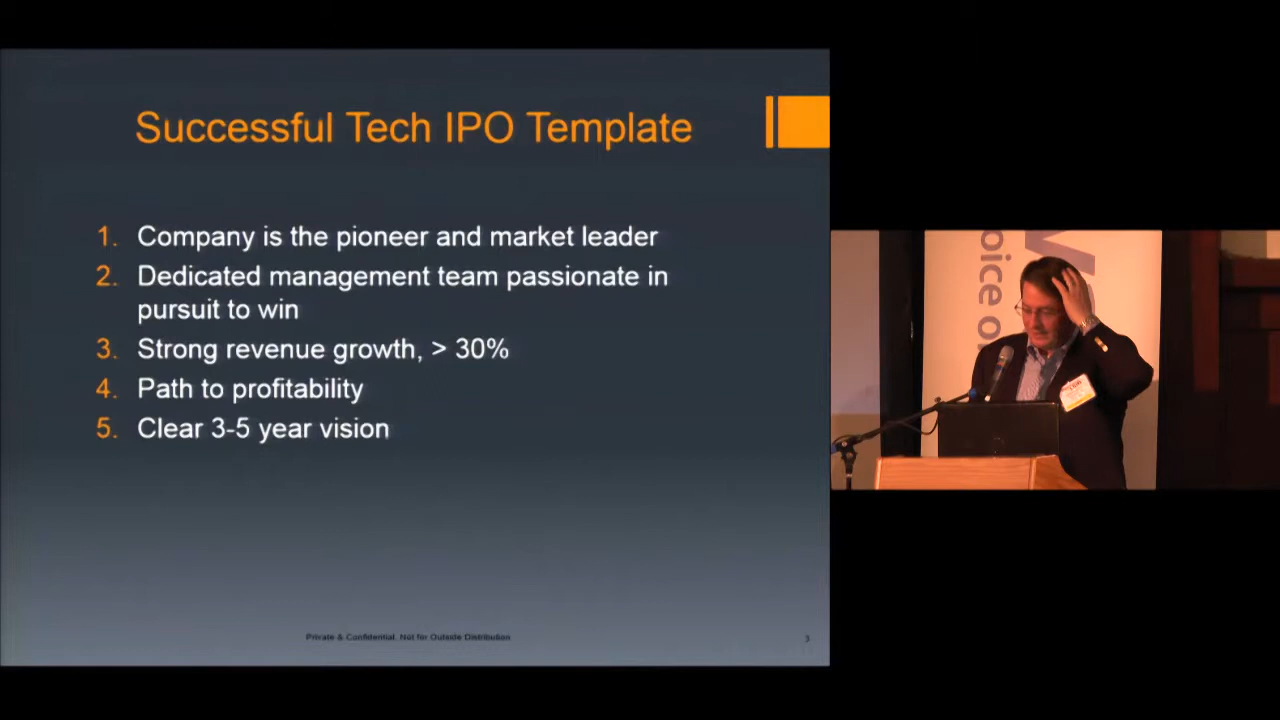 Successful Tech IPO Template
1. Company is the pioneer and market leader
2. Dedicated management team passionate in
pursuit to win
3. Strong revenue growth, > 30%
4. Path to profitability
5. Clear 3-5 year vision
Private & Confidential. Not for Outside Distribution
3
oice o